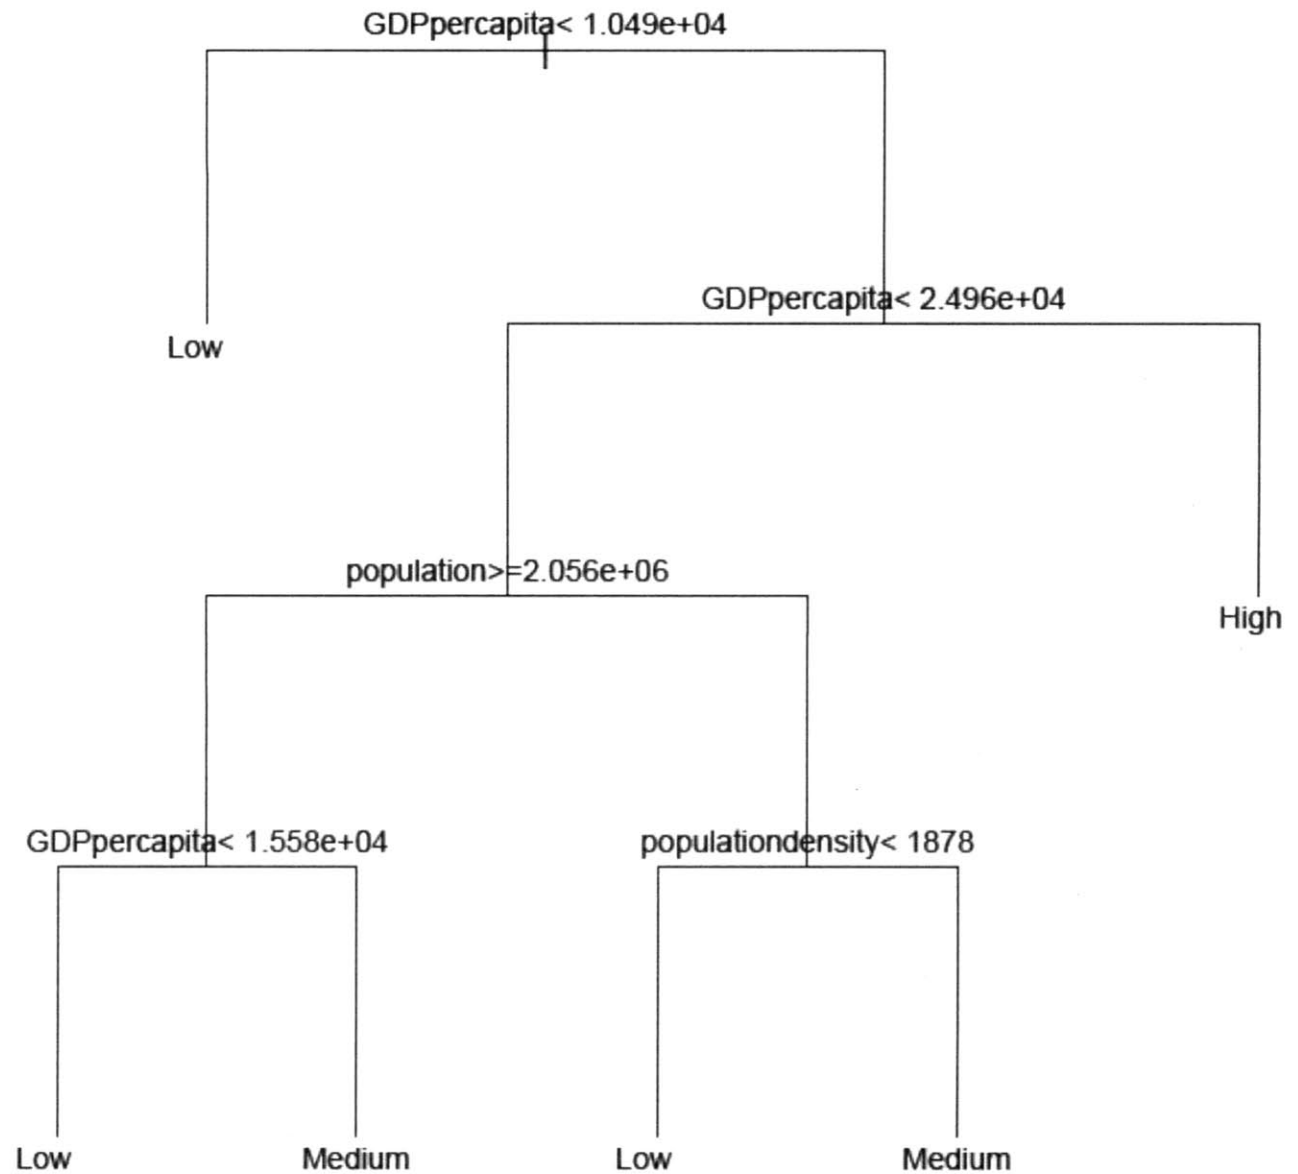 GDPpercapita< 1.049e+04
GDPpercapita< 2.496e+04
Low
population>=2.056e+06
High
GDPpercapita< 1.558e+04
populationdensity< 1878
Low
Medium
Low
Medium